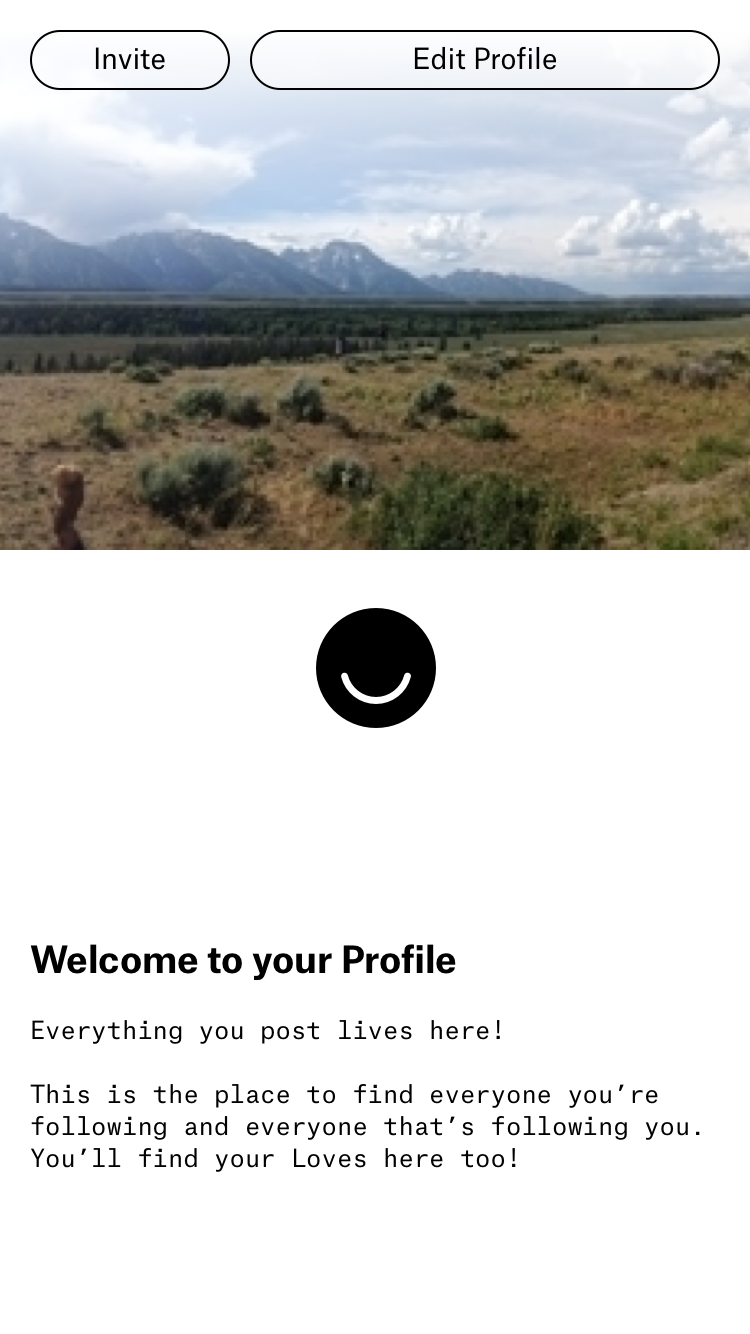 Invite
Edit Profile
Welcome to your Profile
Everything you post lives here!
This is the place to find everyone you’re
following and everyone that’s following you.
You’ll find your Loves here too!